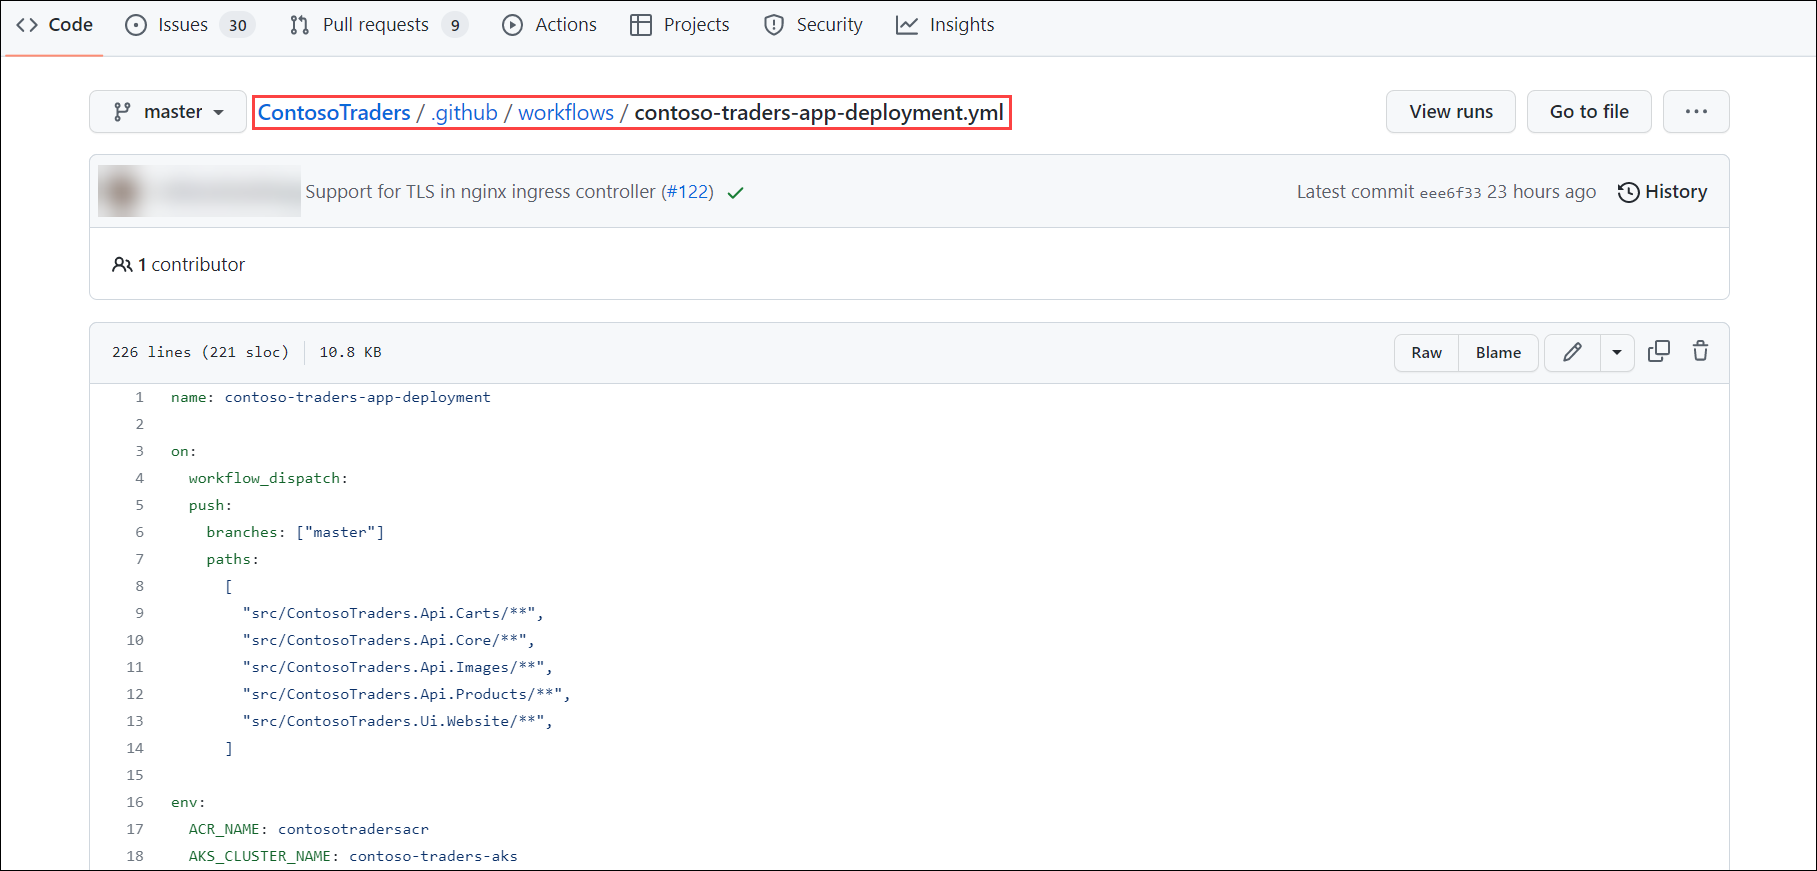 Code Issues 30 Pull requests 9 Actions Projects Security Insights
master ContosoTraders / .github / workflows / contoso-traders-app-deployment.yml View runs Go to file ...
Support for TLS in nginx ingress controller (#122) Latest commit eee6f33 23 hours ago History
1 contributor
226 lines (221 sloc) 10.8 KB Raw Blame
1 name: contoso-traders-app-deployment
2
3 on:
4 workflow_dispatch:
5 push:
6 branches: ["master"]
7 paths:
8 [
9 "src/ContosoTraders.Api.Carts/**",
10 "src/ContosoTraders.Api.Core/**",
11 "src/ContosoTraders.Api.Images/**",
12 "src/ContosoTraders.Api.Products/**",
13 "src/ContosoTraders.Ui.Website/**",
14 ]
15
16 env:
17 ACR_NAME: contosotradersacr
18 AKS_CLUSTER_NAME: contoso-traders-aks